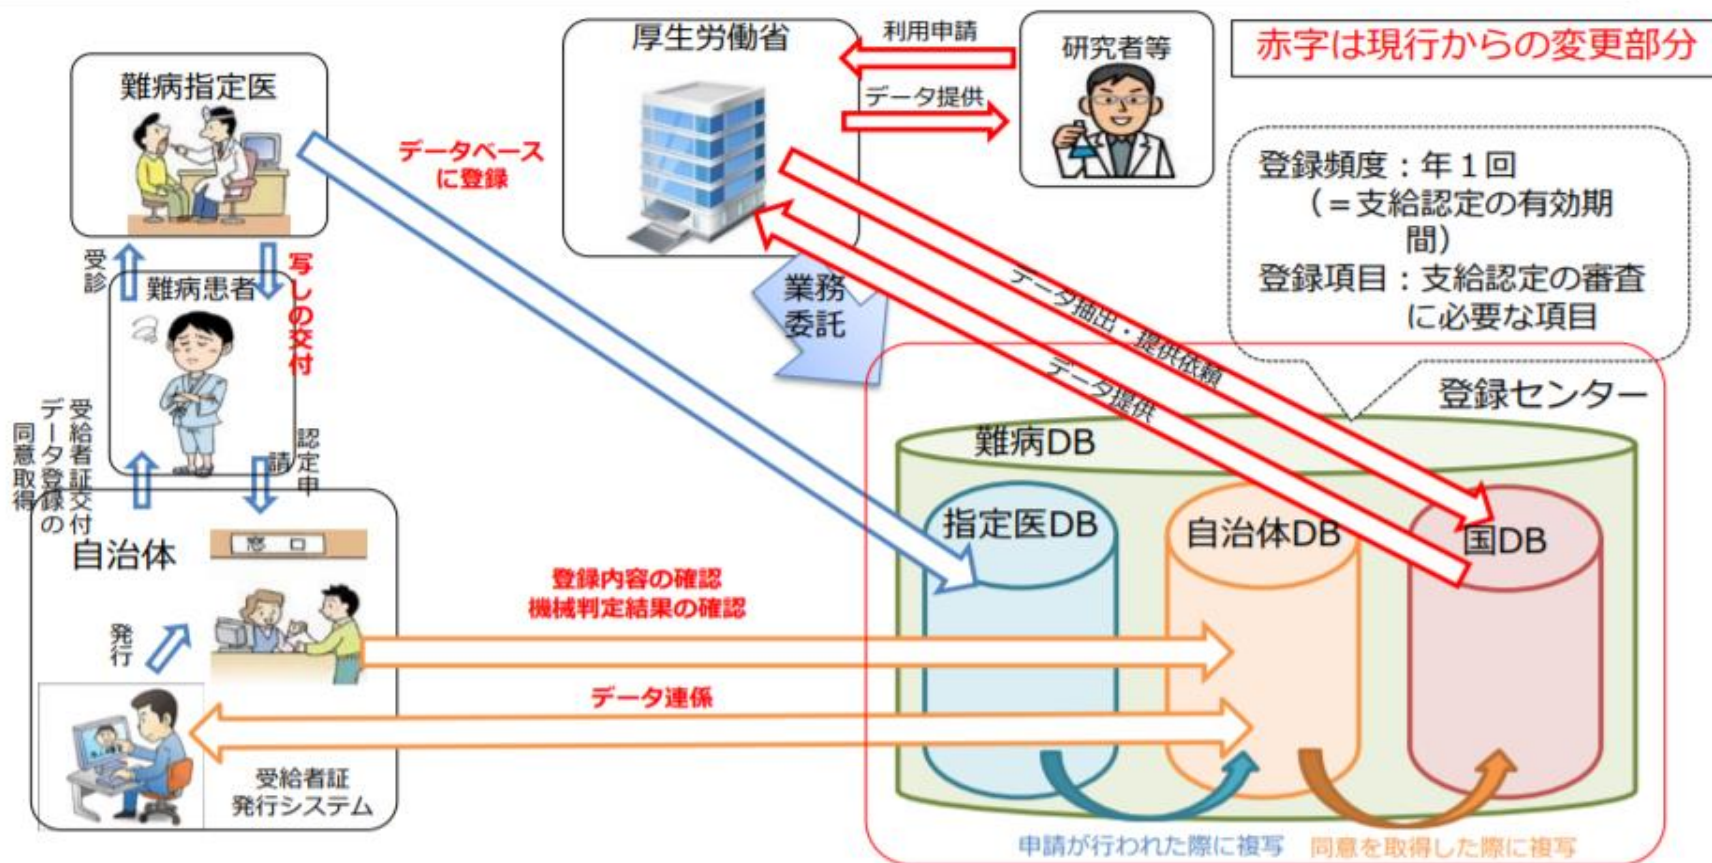 厚生労働省
利用申請
データ提供
研究者等
赤字は現行からの変更部分
難病指定医
データベース
に登録
登録頻度：年１回
（＝支給認定の有効期
間）
登録項目：支給認定の審査
に必要な項目
受診
写しの交付
難病患者
業務
委託
データ抽出・提供依頼
データ提供
登録センター
受給者証交付,
データ登録の
同意取得
認定申
請
難病DB
指定医DB
自治体DB
国DB
自治体
窓口
登録内容の確認
機械判定結果の確認
発行
データ連係
受給者証
発行システム
申請が行われた際に複写
同意を取得した際に複写